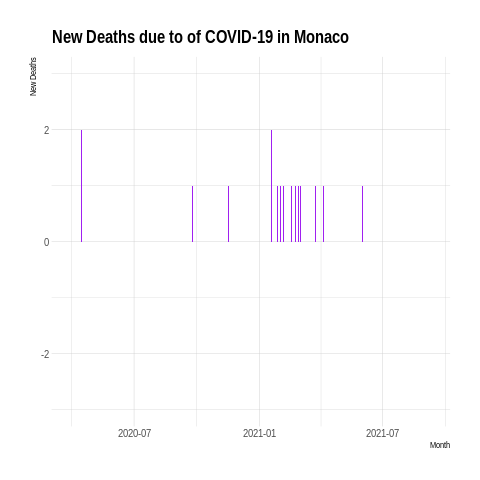 New Deaths due to of COVID-19 in Monaco
New Deaths
2
0
-2
2020-07
2021-01
2021-07
Month